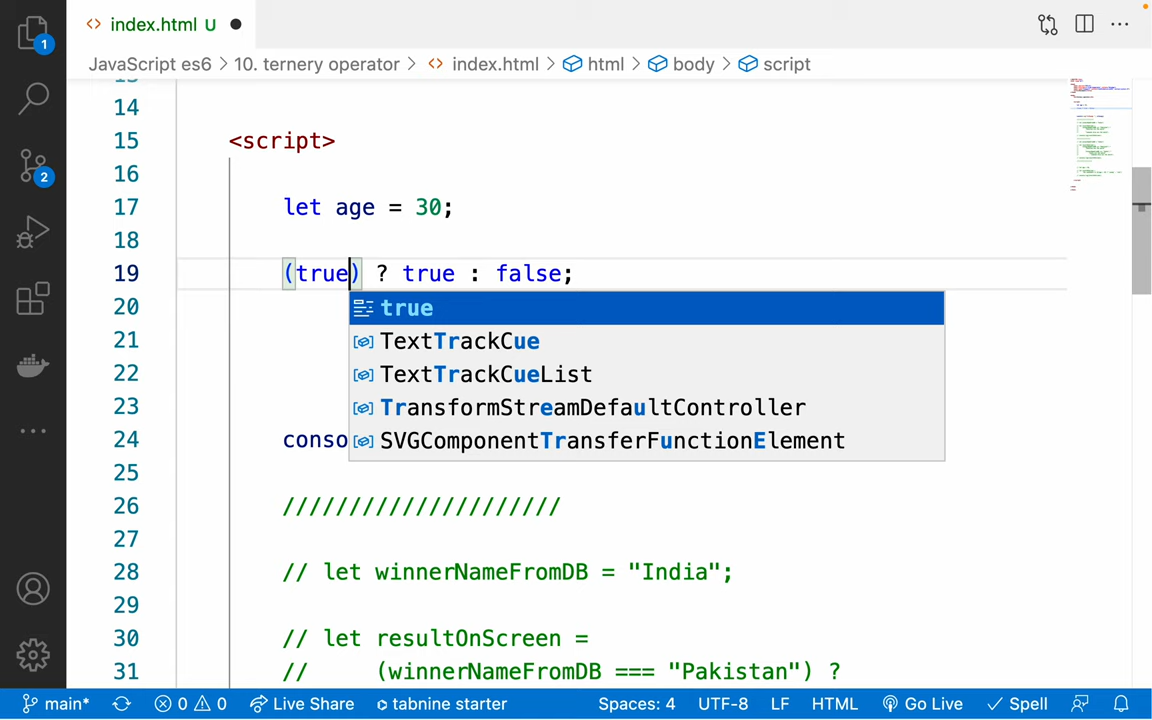 1
index.html U
JavaScript es6 > 10. ternery operator > index.html > html > body > script
14
15 <script>
16
2
17 let age = 30;
18
19 (true) ? true : false;
20
true
21
TextTrackCue
22
TextTrackCueList
23
TransformStreamDefaultController
24 conso
SVGComponentTransferFunctionElement
25
26 /////////////////////
27
28 // let winnerNameFromDB = "India";
29
30 // let resultOnScreen =
31 // (winnerNameFromDB === "Pakistan") ?
main* 0 0 Live Share tabnine starter Spaces: 4 UTF-8 LF HTML Go Live Spell